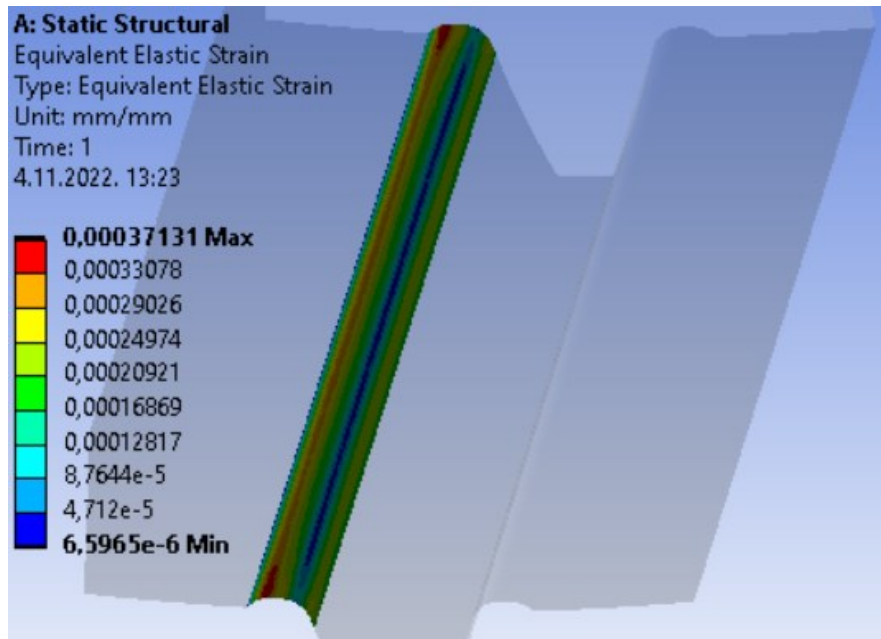 A: Static Structural
Equivalent Elastic Strain
Type: Equivalent Elastic Strain
Unit: mm/mm
Time: 1
4.11.2022. 13:23
0,00037131 Max
0,00033078
0,00029026
0,00024974
0,00020921
0,00016869
0,00012817
8,7644e-5
4,712e-5
6,5965e-6 Min